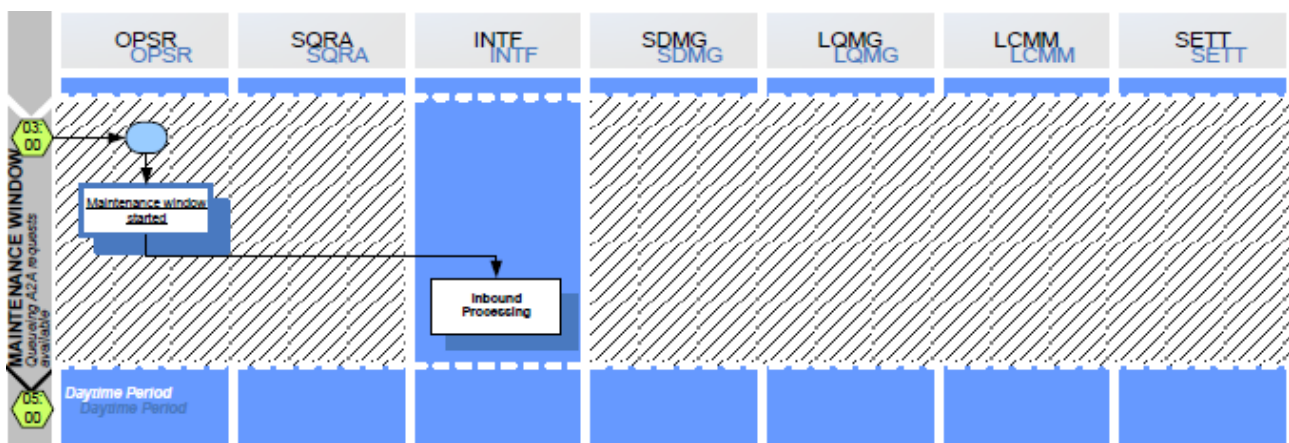 OPSR SQRA INTF SDMG LQMG LCMM SETT
OPSR SQRA INTF SDMG LQMG LCMM SETT
03:
00
MAINTENANCE WINDOW
Queueing A2A requests
available
Maintenance window
started
Inbound
Processing
05:
00
Daytime Period
Daytime Period